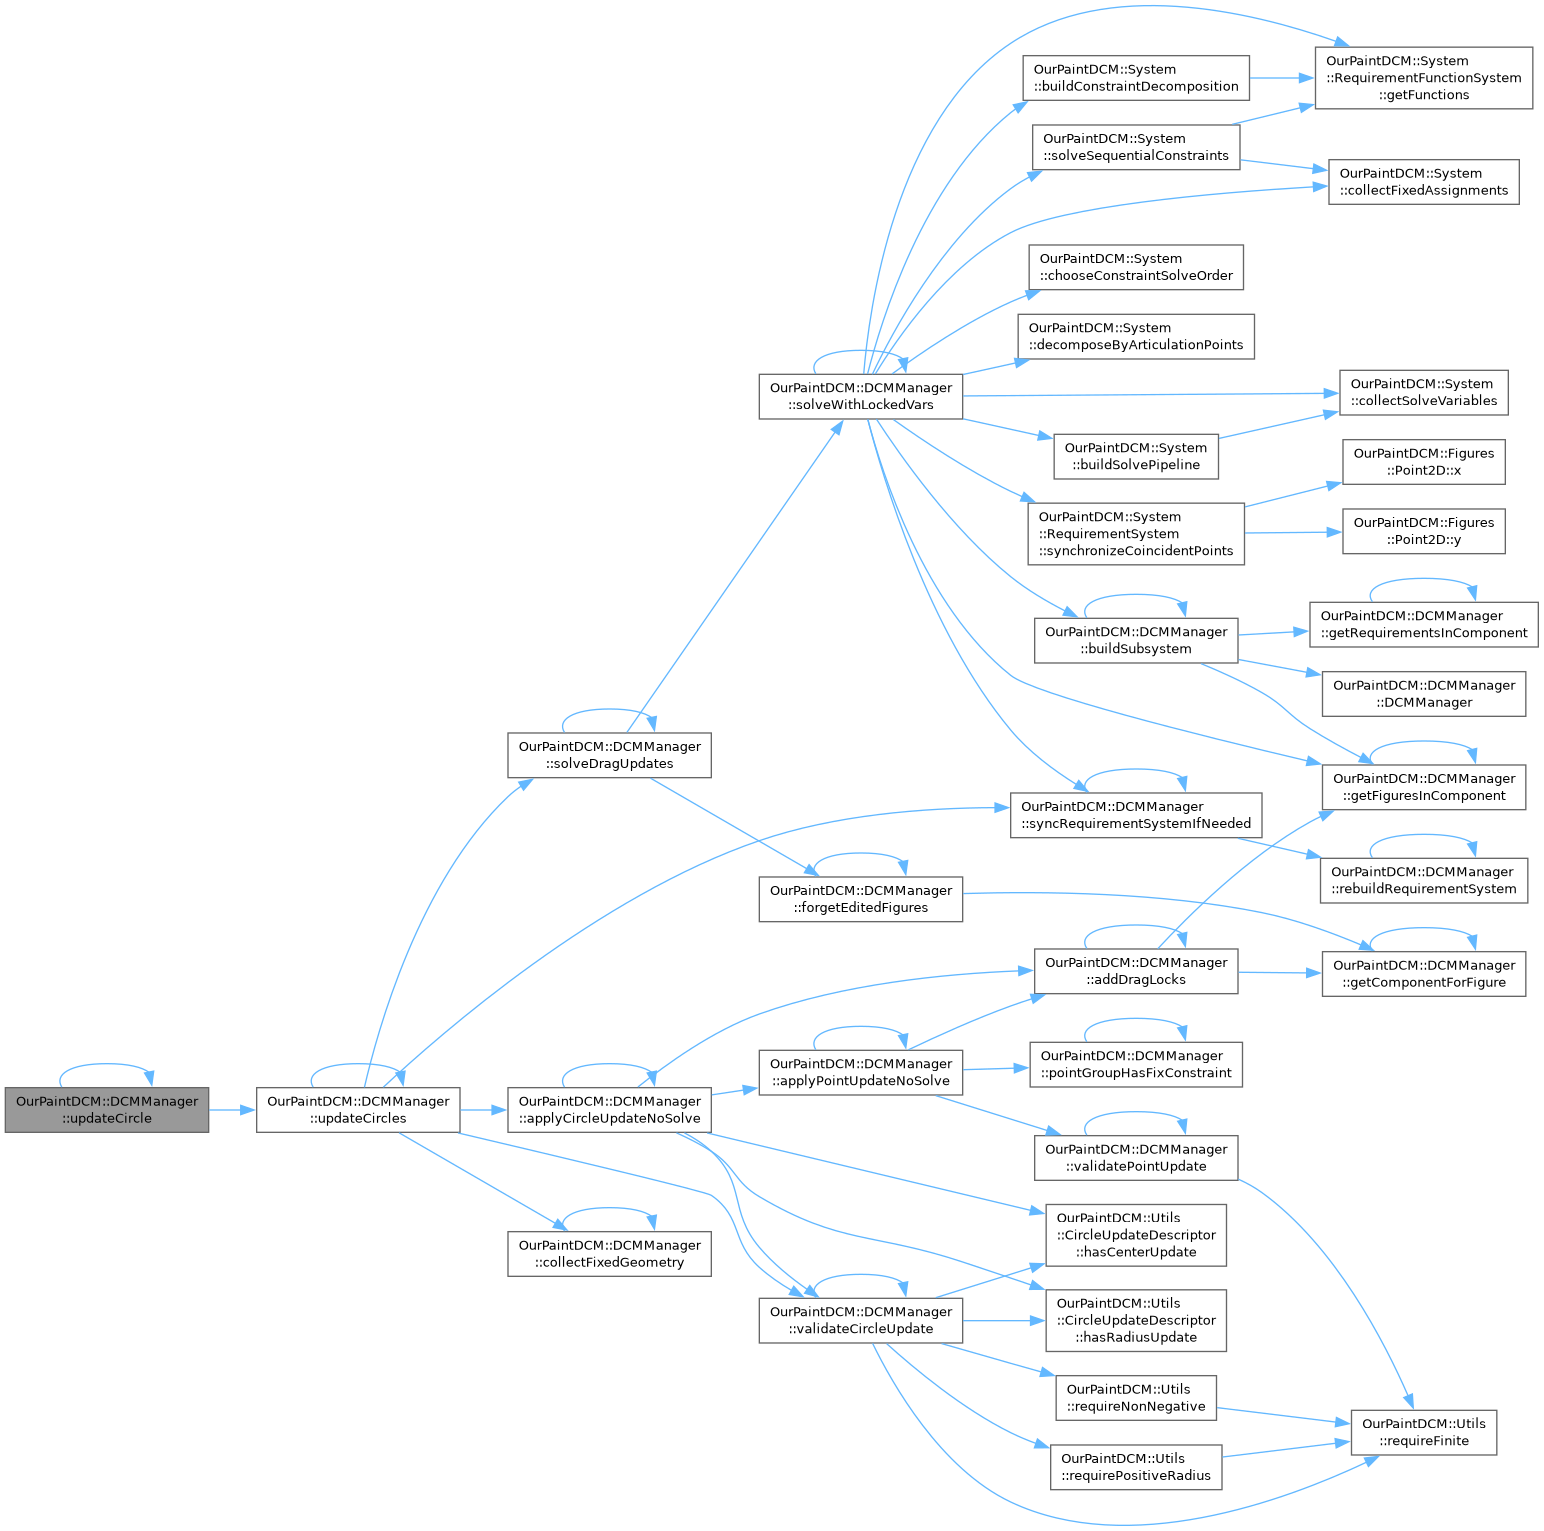 OurPaintDCM::System
::RequirementFunctionSystem
::getFunctions
OurPaintDCM::System
::buildConstraintDecomposition
OurPaintDCM::System
::solveSequentialConstraints
OurPaintDCM::System
::collectFixedAssignments
OurPaintDCM::System
::chooseConstraintSolveOrder
OurPaintDCM::System
::decomposeByArticulationPoints
OurPaintDCM::DCMManager
::solveWithLockedVars
OurPaintDCM::System
::collectSolveVariables
OurPaintDCM::System
::buildSolvePipeline
OurPaintDCM::Figures
::Point2D::x
OurPaintDCM::System
::RequirementSystem
::synchronizeCoincidentPoints
OurPaintDCM::Figures
::Point2D::y
OurPaintDCM::DCMManager
::getRequirementsInComponent
OurPaintDCM::DCMManager
::buildSubsystem
OurPaintDCM::DCMManager
::DCMManager
OurPaintDCM::DCMManager
::solveDragUpdates
OurPaintDCM::DCMManager
::getFiguresInComponent
OurPaintDCM::DCMManager
::syncRequirementSystemIfNeeded
OurPaintDCM::DCMManager
::rebuildRequirementSystem
OurPaintDCM::DCMManager
::forgetEditedFigures
OurPaintDCM::DCMManager
::addDragLocks
OurPaintDCM::DCMManager
::getComponentForFigure
OurPaintDCM::DCMManager
::applyPointUpdateNoSolve
OurPaintDCM::DCMManager
::pointGroupHasFixConstraint
OurPaintDCM::DCMManager
::updateCircle
OurPaintDCM::DCMManager
::updateCircles
OurPaintDCM::DCMManager
::applyCircleUpdateNoSolve
OurPaintDCM::DCMManager
::validatePointUpdate
OurPaintDCM::Utils
::CircleUpdateDescriptor
::hasCenterUpdate
OurPaintDCM::DCMManager
::collectFixedGeometry
OurPaintDCM::DCMManager
::validateCircleUpdate
OurPaintDCM::Utils
::CircleUpdateDescriptor
::hasRadiusUpdate
OurPaintDCM::Utils
::requireNonNegative
OurPaintDCM::Utils
::requireFinite
OurPaintDCM::Utils
::requirePositiveRadius